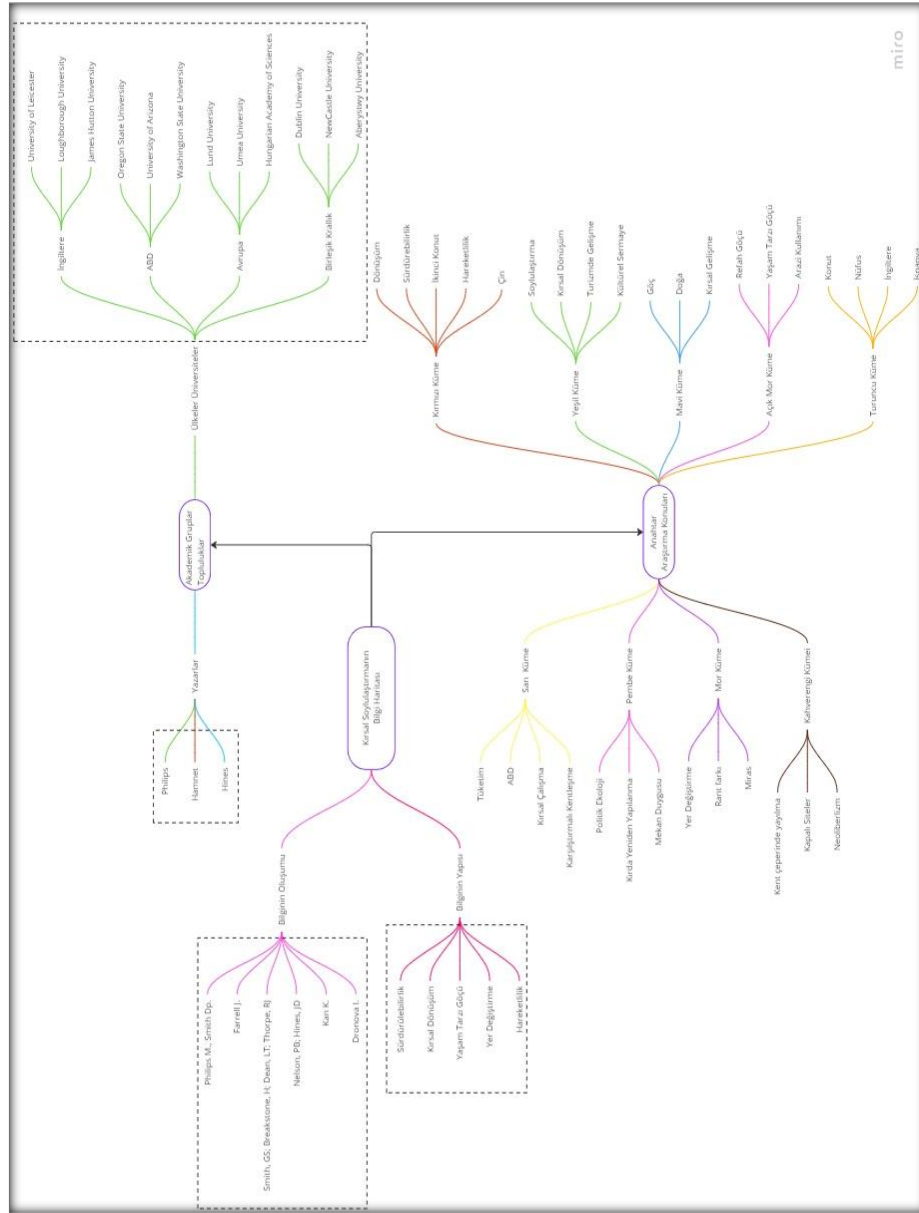 Kırsal Soylulaştırmanın
Bilgi Haritası
Bilginin Oluşumu
Philips M., Smith Dp.
Farrell J.
Smith, GS; Breakstone, H; Dean, LT; Thorpe, RJ
Nelson, PB; Hines, JD
Kan K.
Dronova I.
Bilginin Yapısı
Sürdürülebilirlik
Kırsal Dönüşüm
Yaşam Tarzı Göçü
Yer Değiştirme
Hareketlilik
Akademik Gruplar
Topluluklar
Yazarlar
Philips
Hamnet
Hines
Ülkeler Üniversiteler
İngiltere
University of Leicester
Loughborough University
James Hutton University
ABD
Oregon State University
University of Arizona
Washington State University
Avrupa
Lund University
Umea University
Hungarian Academy of Sciences
Birleşik Krallık
Dublin University
NewCastle University
Aberystwy University
Anahtar
Araştırma Konuları
Sarı Küme
Tüketim
ABD
Kırsal Çalışma
Karşılştırmalı Kentleşme
Pembe Küme
Politik Ekoloji
Kırda Yeniden Yapılanma
Mekan Duygusu
Mor Küme
Yer Değiştirme
Rant farkı
Miras
Kahverengi Kümei
Kent çeperinde yayılma
Kapalı Siteler
Neoliberlizm
Kırmızı Küme
Dönüşüm
Sürdürebilirlik
İkinci Konut
Hareketlilik
Çin
Yeşil Küme
Soylulaştırma
Kırsal Dönüşüm
Turizmde Gelişme
Kültürel Sermaye
Mavi Küme
Göç
Doğa
Kırsal Gelişme
Açık Mor Küme
Refah Göçü
Yaşam Tarzı Göçü
Arazi Kullanımı
Turuncu Küme
Konut
Nüfus
İngiltere
miro